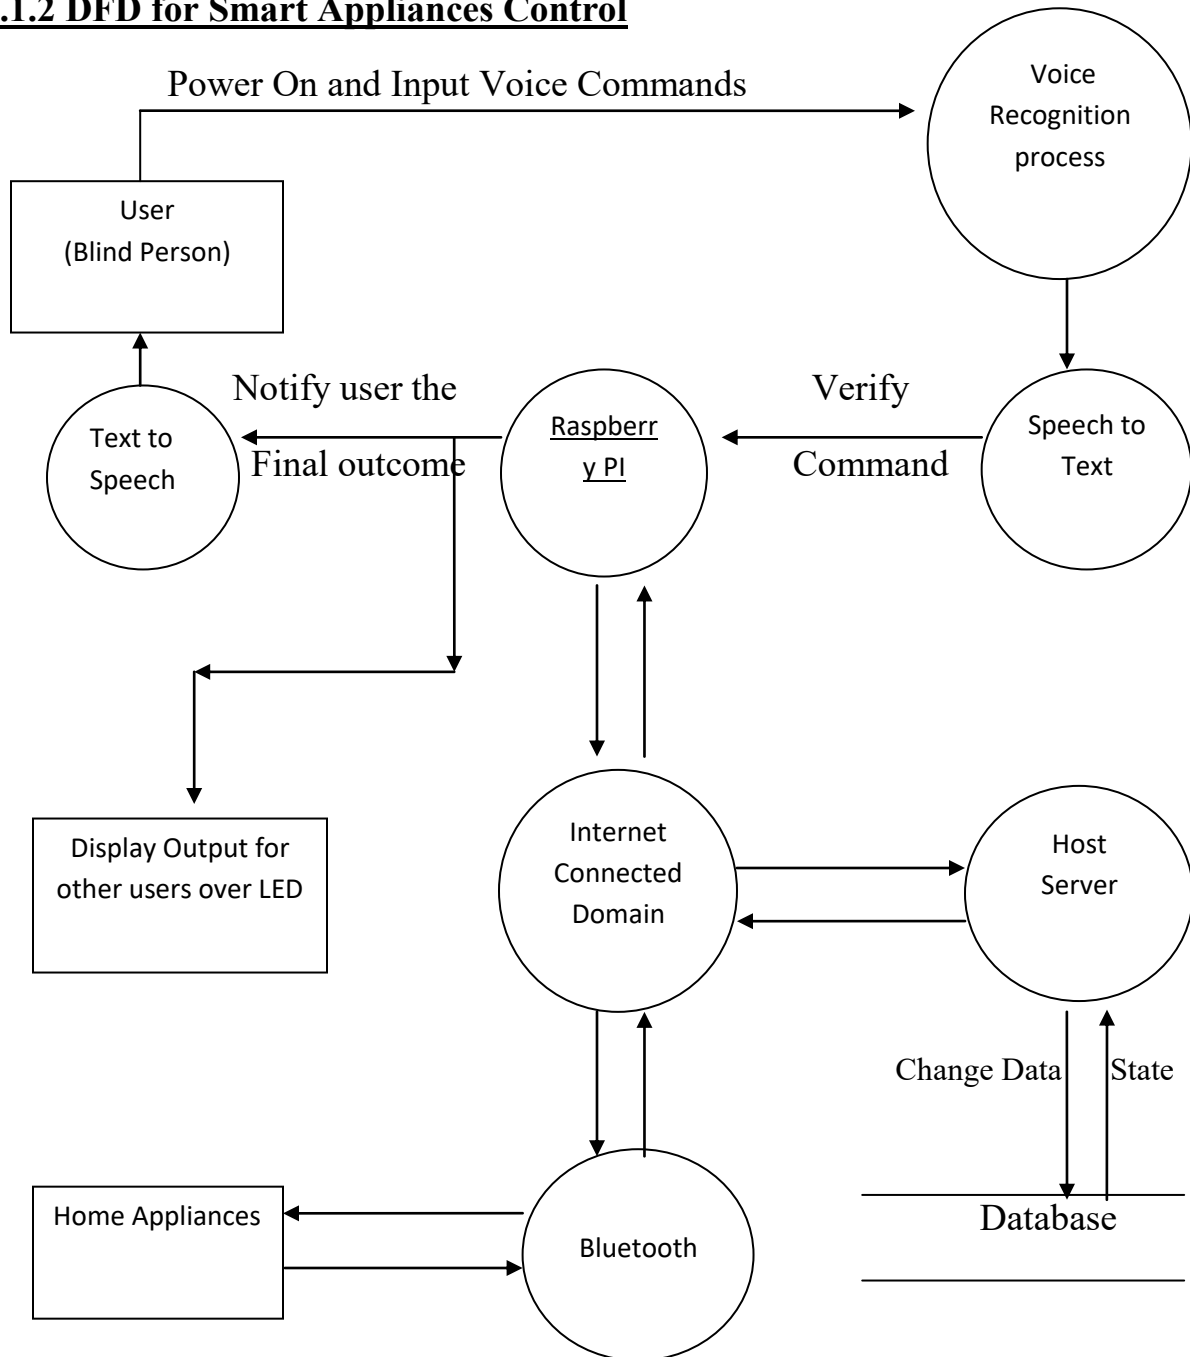 .1.2 DFD for Smart Appliances Control
Power On and Input Voice Commands
Voice
Recognition
process
User
(Blind Person)
Notify user the
Final outcome
Verify
Command
Text to
Speech
Raspberr
y PI
Speech to
Text
Display Output for
other users over LED
Internet
Connected
Domain
Host
Server
Change Data
State
Home Appliances
Bluetooth
Database